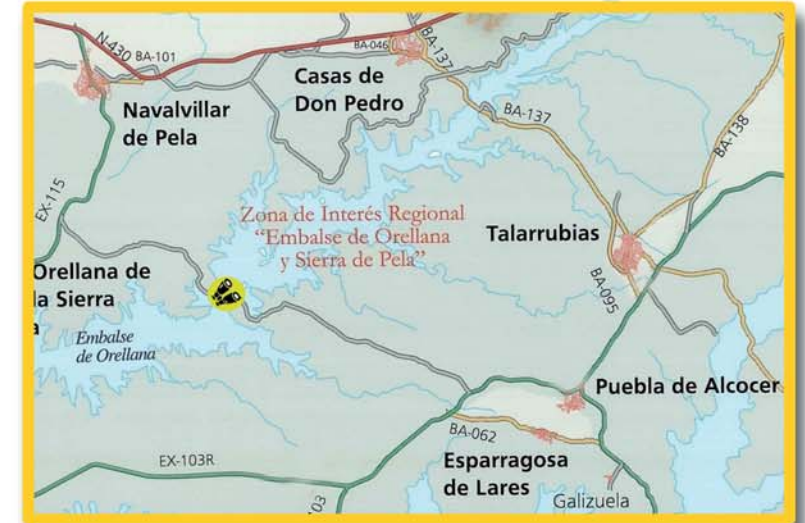 N-430
BA-101
BA-046
BA-137
Casas de
Don Pedro
Navalvillar
de Pela
BA-137
BA-138
EX-115
Zona de Interés Regional
“Embalse de Orellana
y Sierra de Pela”
Talarrubias
Orellana de
la Sierra
a
BA-095
Embalse
de Orellana
Puebla de Alcocer
BA-062
EX-103R
Esparragosa
de Lares
Galizuela
03